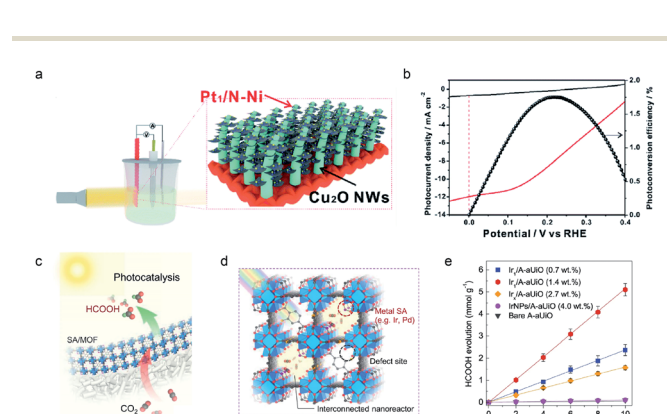 a
Pt1/N-Ni
Cu2O NWs
A
V
b
Photocurrent density / mA cm-2
0
-2
-4
-6
-8
-10
-12
-14
0.0
0.1
0.2
0.3
0.4
Potential / V vs RHE
2.0
1.5
1.0
0.5
0.0
Photoconversion efficiency / %
c
Photocatalysis
HCOOH
SA/MOF
CO2
d
Metal SA
(e.g. Ir, Pd)
Defect site
Interconnected nanoreactor
e
HCOOH evolution (mmol g-1)
6
5
4
3
2
1
0
Ir1/A-aUiO (0.7 wt.%)
Ir1/A-aUiO (1.4 wt.%)
Ir1/A-aUiO (2.7 wt.%)
IrNPs/A-aUiO (4.0 wt.%)
Bare A-aUiO
0
2
4
6
8
10